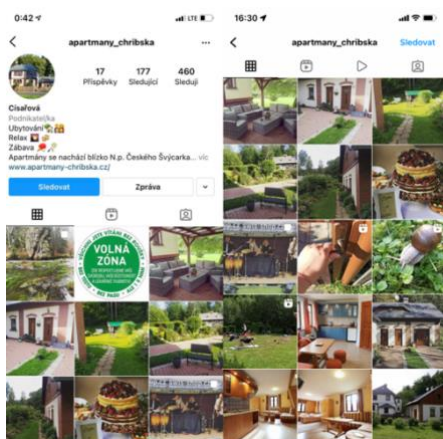 0:42
LTE
apartmany_chribska
17 177 460
Příspěvky Sledující Sleduji
Císařová
Podnikatel/ka
Ubytování
Relax
Zábava
Apartmány se nachází blízko N.p. Českého Švýcarka... víc
www.apartmany-chribska.cz/
Sledovat Zpráva
VOLNÁ
ZÓNA
16:30
apartmany_chribska Sledovat